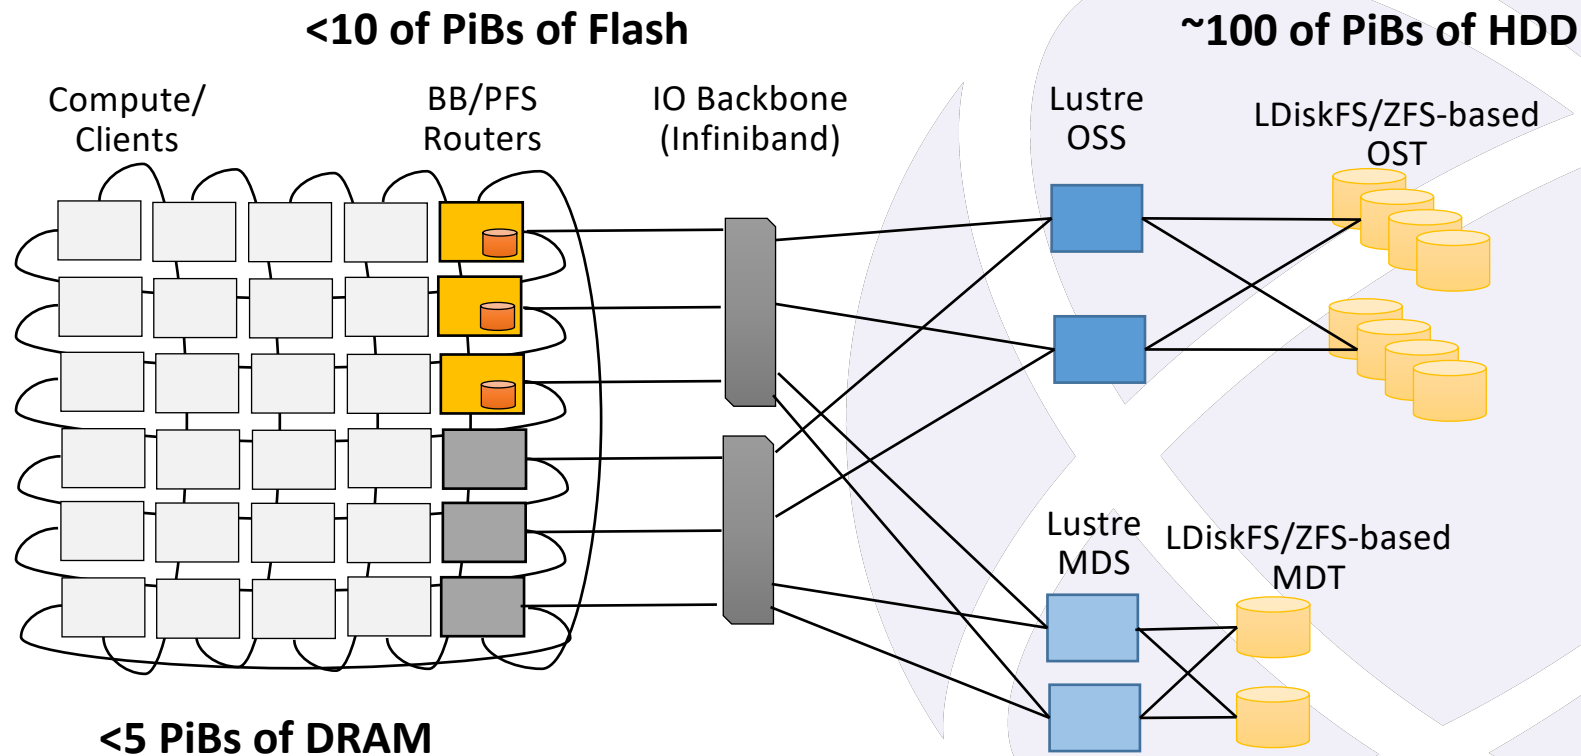 <10 of PiBs of Flash
~100 of PiBs of HDD
Compute/
Clients
BB/PFS
Routers
IO Backbone
(Infiniband)
Lustre
OSS
LDiskFS/ZFS-based
OST
Lustre
MDS
LDiskFS/ZFS-based
MDT
<5 PiBs of DRAM